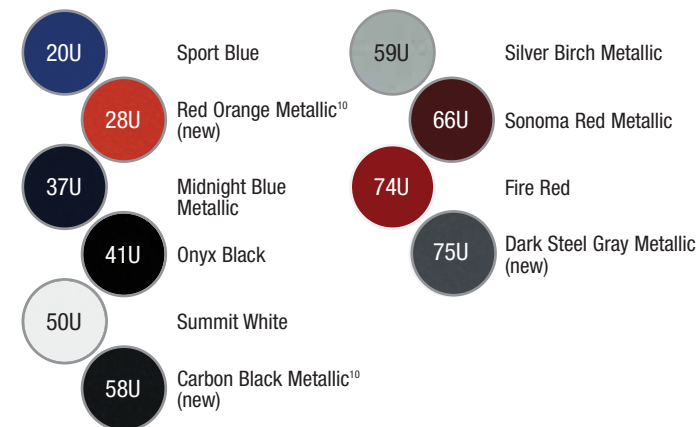 20U
Sport Blue
28U
Red Orange Metallic¹⁰
(new)
37U
Midnight Blue
Metallic
41U
Onyx Black
50U
Summit White
58U
Carbon Black Metallic¹⁰
(new)
59U
Silver Birch Metallic
66U
Sonoma Red Metallic
74U
Fire Red
75U
Dark Steel Gray Metallic
(new)